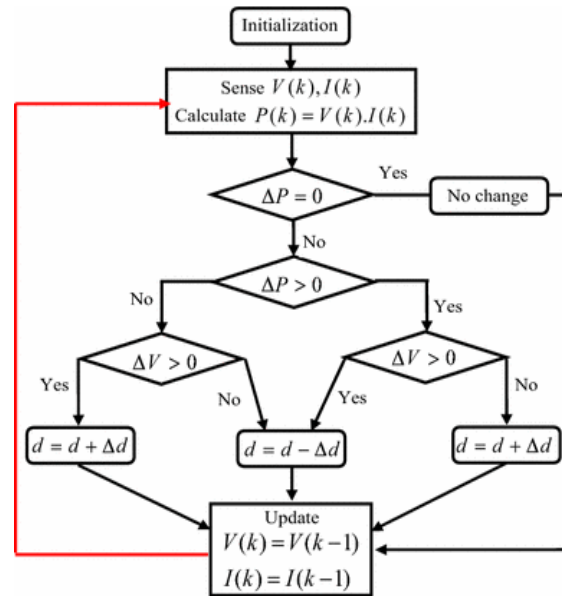 Initialization
Sense V(k), I(k)
Calculate P(k) = V(k).I(k)
ΔP = 0
Yes
No change
No
ΔP > 0
No
Yes
ΔV > 0
ΔV > 0
Yes
No
Yes
No
d = d + Δd
d = d − Δd
d = d + Δd
Update
V(k) = V(k−1)
I(k) = I(k−1)